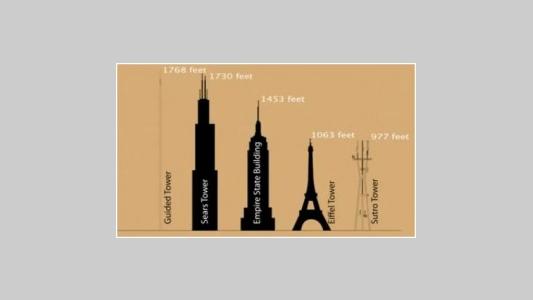 1768 feet
1730 feet
1453 feet
1063 feet
977 feet
Guided Tower
Sears Tower
Empire State Building
Eiffel Tower
Sutro Tower